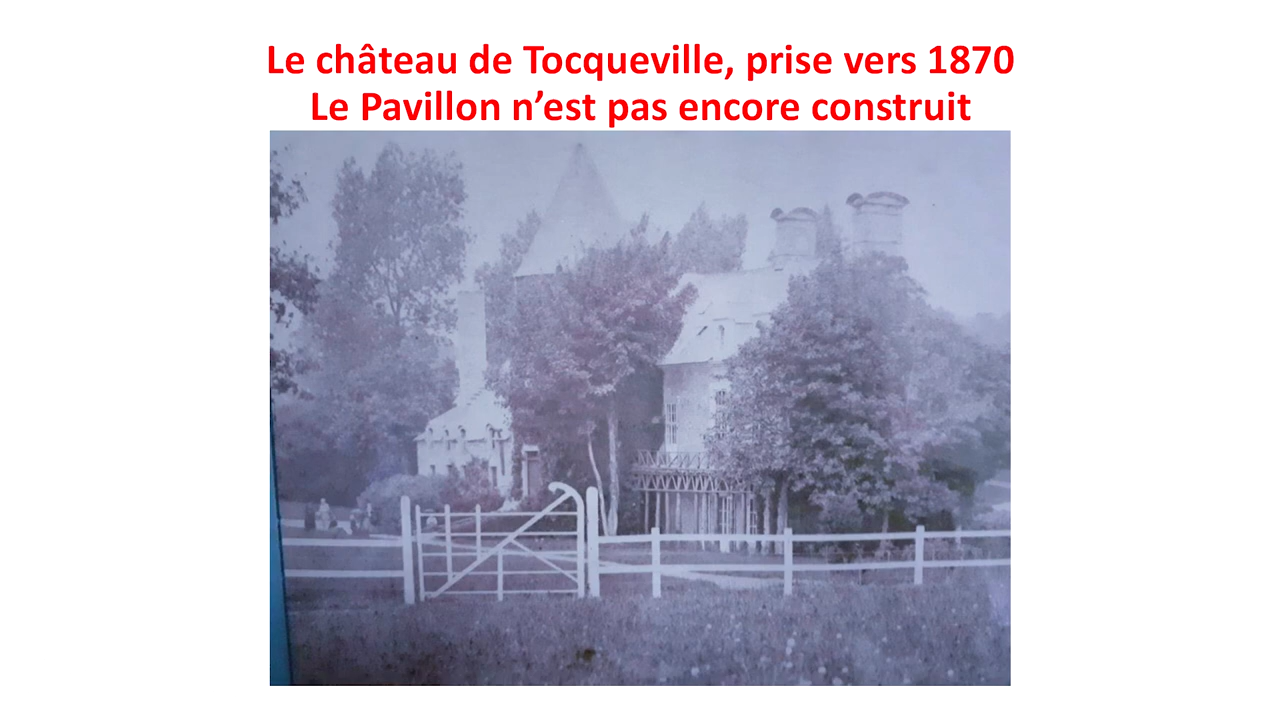 Le château de Tocqueville, prise vers 1870
Le Pavillon n’est pas encore construit